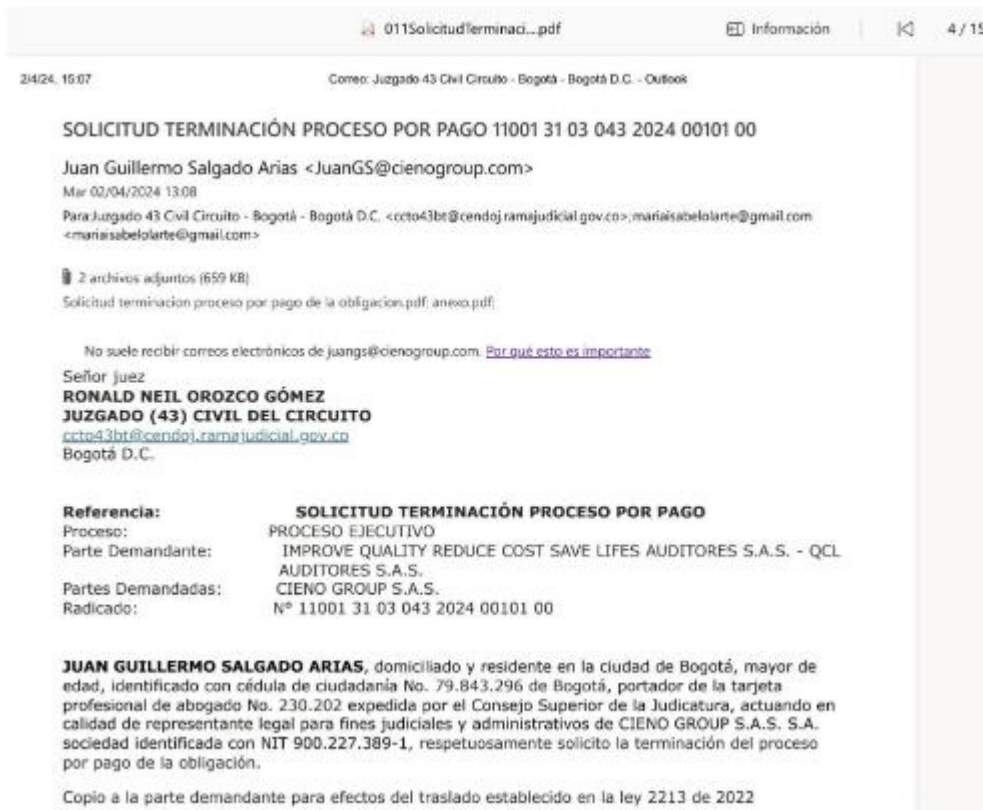 011SolicitudTerminaci...pdf
Información
4 / 15
2/4/24, 15:07
Correo: Juzgado 43 Civil Circuito - Bogotá - Bogotá D.C. - Outlook
SOLICITUD TERMINACIÓN PROCESO POR PAGO 11001 31 03 043 2024 00101 00
Juan Guillermo Salgado Arias <JuanGS@cienogroup.com>
Mar 02/04/2024 13:08
Para:Juzgado 43 Civil Circuito - Bogotá - Bogotá D.C. <ccto43bt@cendoj.ramajudicial.gov.co>;mariaisabelolarte@gmail.com
<mariaisabelolarte@gmail.com>
2 archivos adjuntos (659 KB)
Solicitud terminacion proceso por pago de la obligacion.pdf; anexo.pdf;
No suele recibir correos electrónicos de juangs@cienogroup.com. Por qué esto es importante
Señor Juez
RONALD NEIL OROZCO GÓMEZ
JUZGADO (43) CIVIL DEL CIRCUITO
ccto43bt@cendoj.ramajudicial.gov.co
Bogotá D.C.
Referencia: SOLICITUD TERMINACIÓN PROCESO POR PAGO
Proceso: PROCESO EJECUTIVO
Parte Demandante: IMPROVE QUALITY REDUCE COST SAVE LIFES AUDITORES S.A.S. - QCL
AUDITORES S.A.S.
Partes Demandadas: CIENO GROUP S.A.S.
Radicado: Nº 11001 31 03 043 2024 00101 00
JUAN GUILLERMO SALGADO ARIAS, domiciliado y residente en la ciudad de Bogotá, mayor de
edad, identificado con cédula de ciudadanía No. 79.843.296 de Bogotá, portador de la tarjeta
profesional de abogado No. 230.202 expedida por el Consejo Superior de la Judicatura, actuando en
calidad de representante legal para fines judiciales y administrativos de CIENO GROUP S.A.S. S.A.
sociedad identificada con NIT 900.227.389-1, respetuosamente solicito la terminación del proceso
por pago de la obligación.
Copio a la parte demandante para efectos del traslado establecido en la ley 2213 de 2022